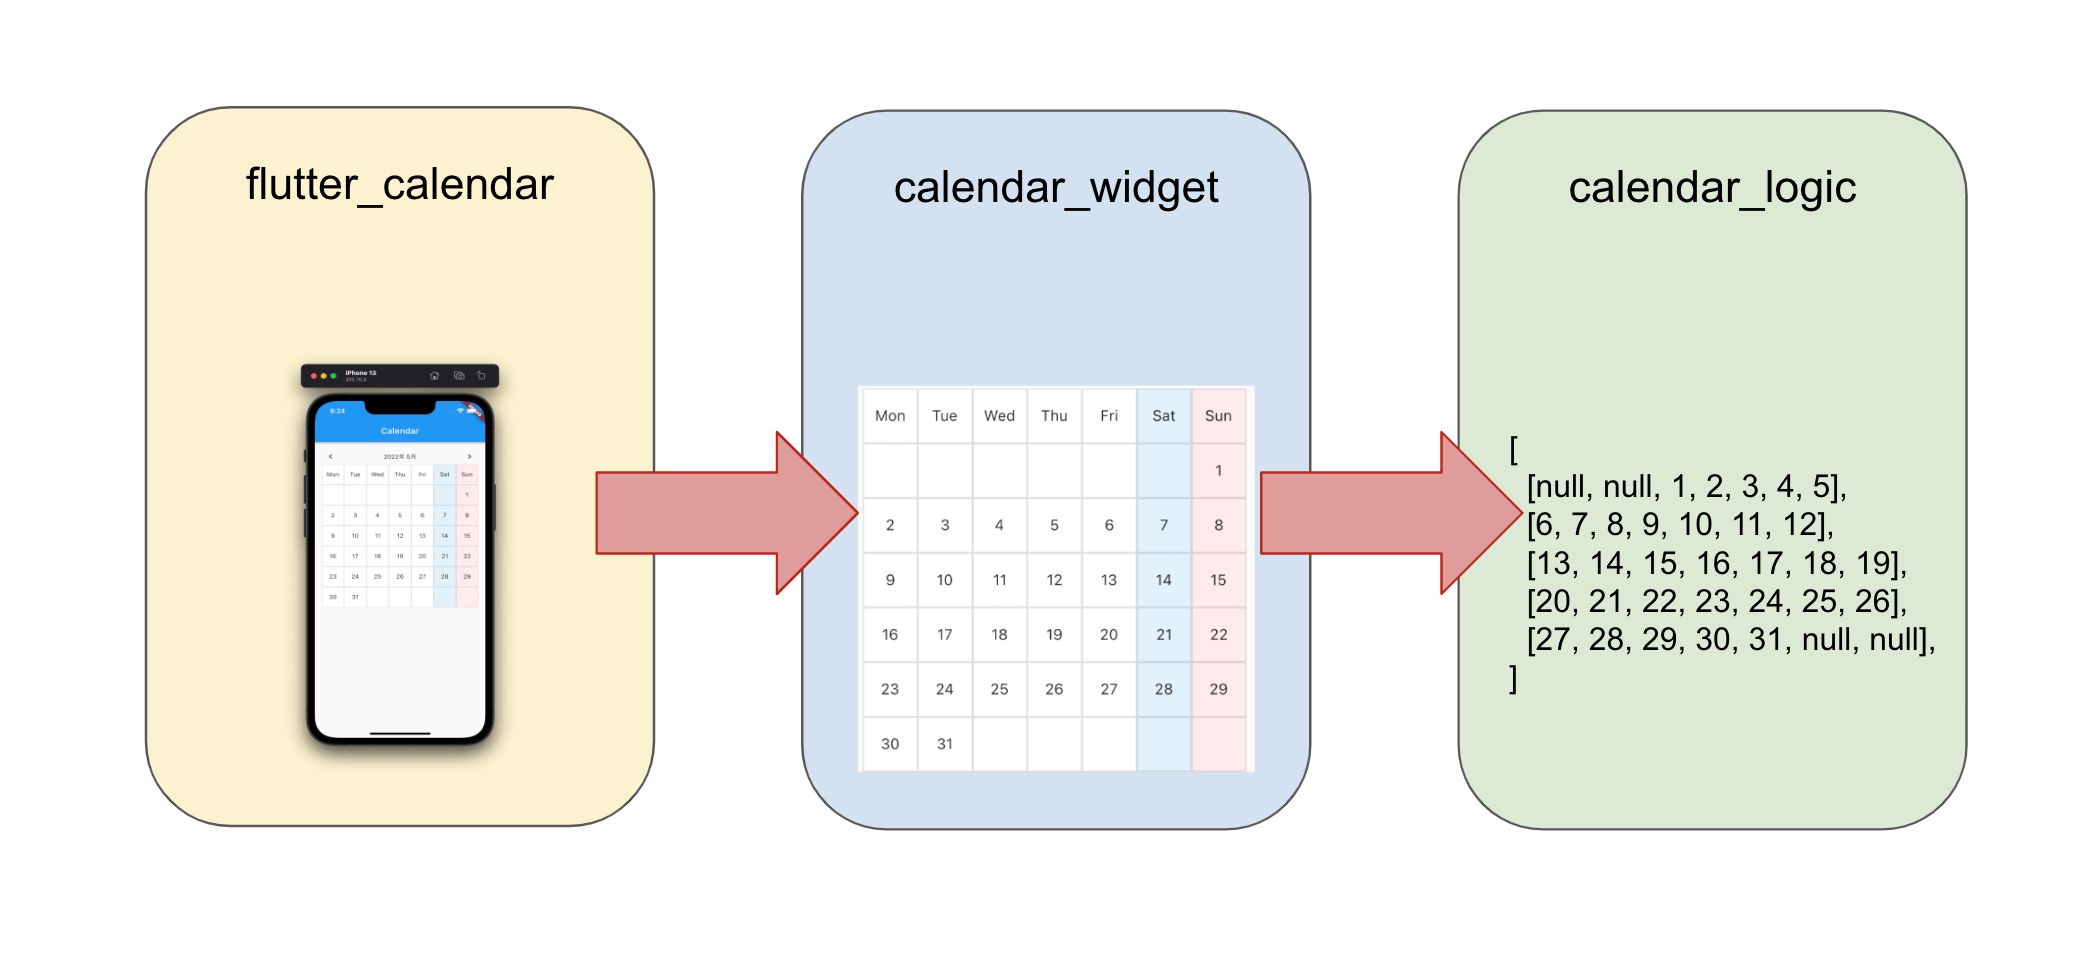 flutter_calendar
iPhone 13
iOS 15.5
8:24
Calendar
2022年 5月
Mon Tue Wed Thu Fri Sat Sun
1
2 3 4 5 6 7 8
9 10 11 12 13 14 15
16 17 18 19 20 21 22
23 24 25 26 27 28 29
30 31
calendar_widget
Mon Tue Wed Thu Fri Sat Sun
1
2 3 4 5 6 7 8
9 10 11 12 13 14 15
16 17 18 19 20 21 22
23 24 25 26 27 28 29
30 31
calendar_logic
[
[null, null, 1, 2, 3, 4, 5],
[6, 7, 8, 9, 10, 11, 12],
[13, 14, 15, 16, 17, 18, 19],
[20, 21, 22, 23, 24, 25, 26],
[27, 28, 29, 30, 31, null, null],
]